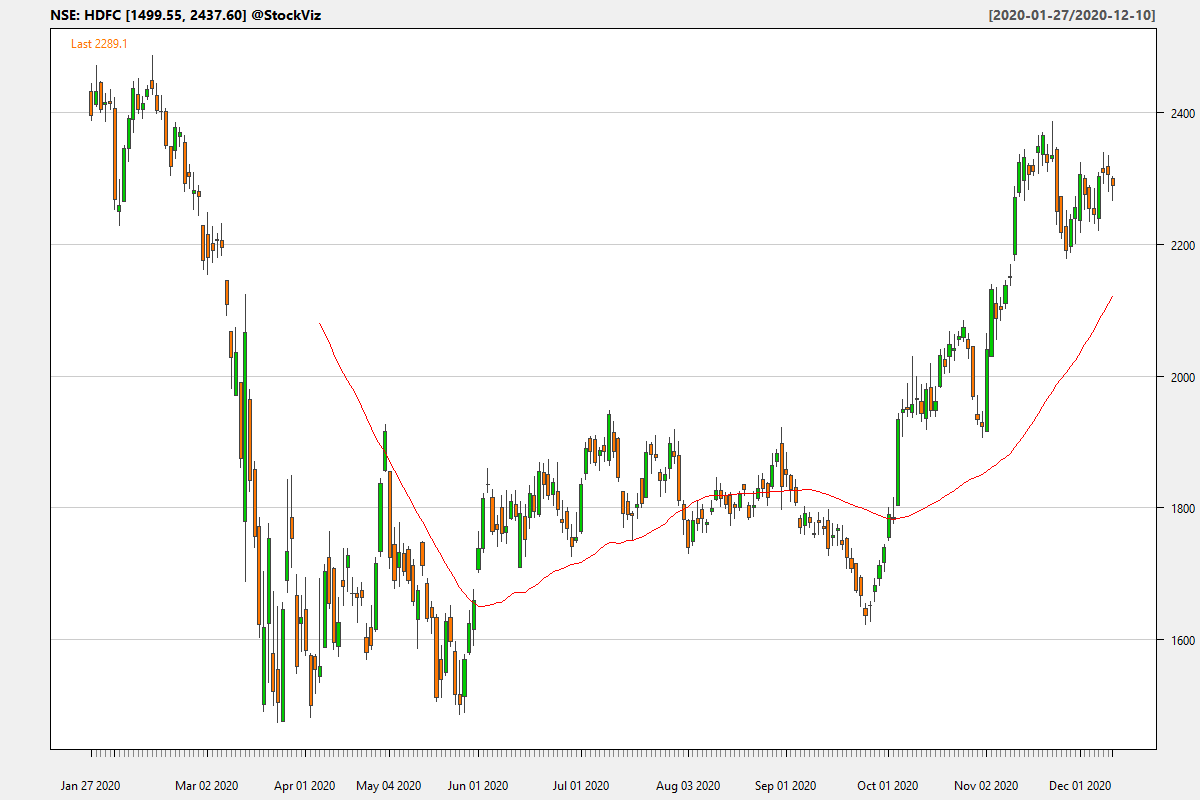 NSE: HDFC [1499.55, 2437.60] @StockViz
[2020-01-27/2020-12-10]
Last 2289.1
2400
2200
2000
1800
1600
Jan 27 2020 Mar 02 2020 Apr 01 2020 May 04 2020 Jun 01 2020 Jul 01 2020 Aug 03 2020 Sep 01 2020 Oct 01 2020 Nov 02 2020 Dec 01 2020